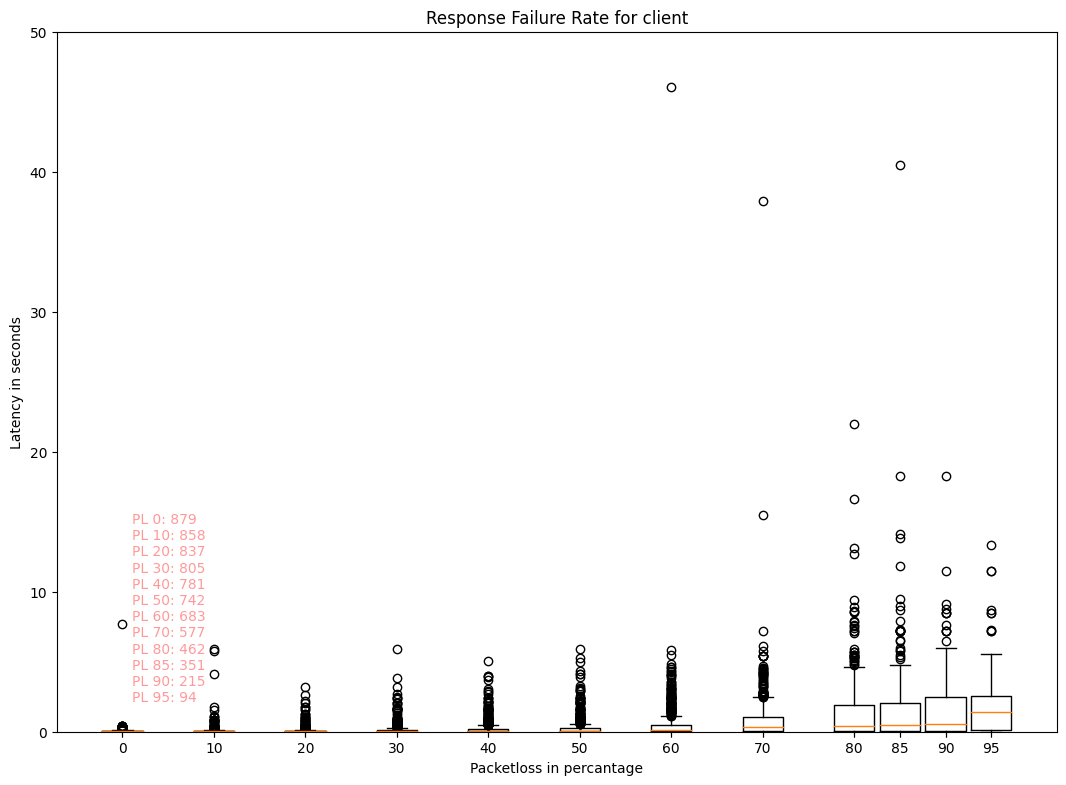 Response Failure Rate for client
50
40
30
20
10
0
Latency in seconds
PL 0: 879
PL 10: 858
PL 20: 837
PL 30: 805
PL 40: 781
PL 50: 742
PL 60: 683
PL 70: 577
PL 80: 462
PL 85: 351
PL 90: 215
PL 95: 94
0 10 20 30 40 50 60 70 80 85 90 95
Packetloss in percantage